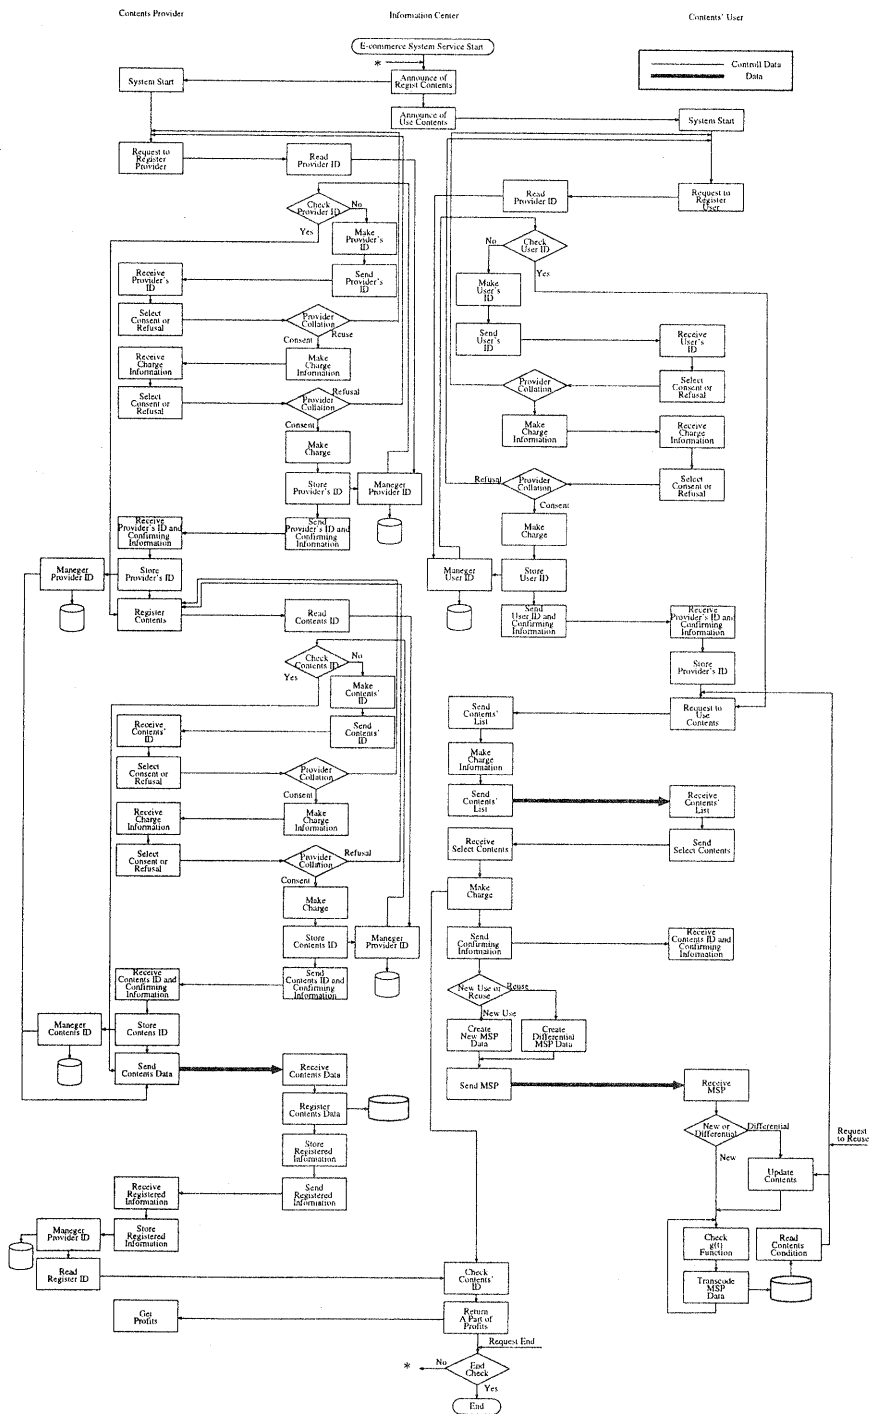 Contents Provider
Information Center
Contents' User
E-commerce System Service Start
*
Controll Data
Data
System Start
Announce of
Regist Contents
Announce of
Use Contents
System Start
Request to
Register
Provider
Read
Provider ID
Read
Provider ID
Request to
Register
User
Check
Provider ID
No
Yes
Make
Provider's
ID
Check
User ID
No
Yes
Receive
Provider's
ID
Send
Provider's
ID
Make
User's
ID
Select
Consent or
Refusal
Provider
Collation
Reuse
Consent
Send
User's
ID
Receive
User's
ID
Receive
Charge
Information
Make
Charge
Information
Provider
Collation
Select
Consent or
Refusal
Select
Consent or
Refusal
Provider
Collation
Refusal
Consent
Make
Charge
Information
Receive
Charge
Information
Make
Charge
Refusal
Provider
Collation
Consent
Select
Consent or
Refusal
Store
Provider's ID
Maneger
Provider ID
Make
Charge
Receive
Provider's ID and
Confirming
Information
Send
Provider's ID and
Confirming
Information
Maneger
Provider ID
Store
Provider's ID
Maneger
User ID
Store
User ID
Register
Contents
Read
Contents ID
Send
User ID and
Confirming
Information
Receive
Provider's ID and
Confirming
Information
Check
Contents ID
No
Yes
Store
Provider's ID
Make
Contents'
ID
Send
Contents'
List
Request to
Use
Contents
Receive
Contents'
ID
Send
Contents'
ID
Make
Charge
Information
Select
Consent or
Refusal
Provider
Collation
Consent
Send
Contents'
List
Receive
Contents'
List
Receive
Charge
Information
Make
Charge
Information
Receive
Select Contents
Send
Select Contents
Select
Consent or
Refusal
Provider
Collation
Refusal
Consent
Make
Charge
Make
Charge
Store
Contents ID
Maneger
Provider ID
Send
Confirming
Information
Receive
Contents ID and
Confirming
Information
Receive
Contents ID and
Confirming
Information
Send
Contents ID and
Confirming
Information
New Use or
Reuse
Reuse
New Use
Maneger
Contents ID
Store
Content ID
Create
New MSP
Data
Create
Differential
MSP Data
Send
Contents Data
Receive
Contents Data
Send MSP
Receive
MSP
Register
Contents Data
New or
Differential
Differential
New
Request
to Reuse
Store
Registered
Information
Update
Contents
Receive
Registered
Information
Send
Registered
Information
Maneger
Provider ID
Store
Registered
Information
Check
g(t)
Function
Read
Contents
Condition
Read
Register ID
Check
Contents'
ID
Transcode
MSP
Data
Get
Profits
Return
A Part of
Profits
Request End
*
No
End
Check
Yes
End